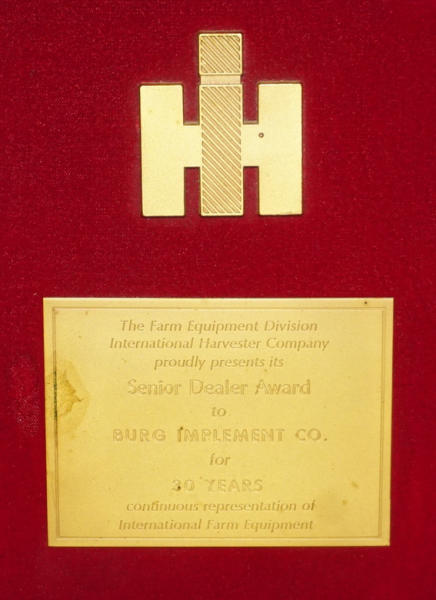 The Farm Equipment Division
International Harvester Company
proudly presents its
Senior Dealer Award
to
BURG IMPLEMENT CO.
for
30 YEARS
continuous representation of
International Farm Equipment